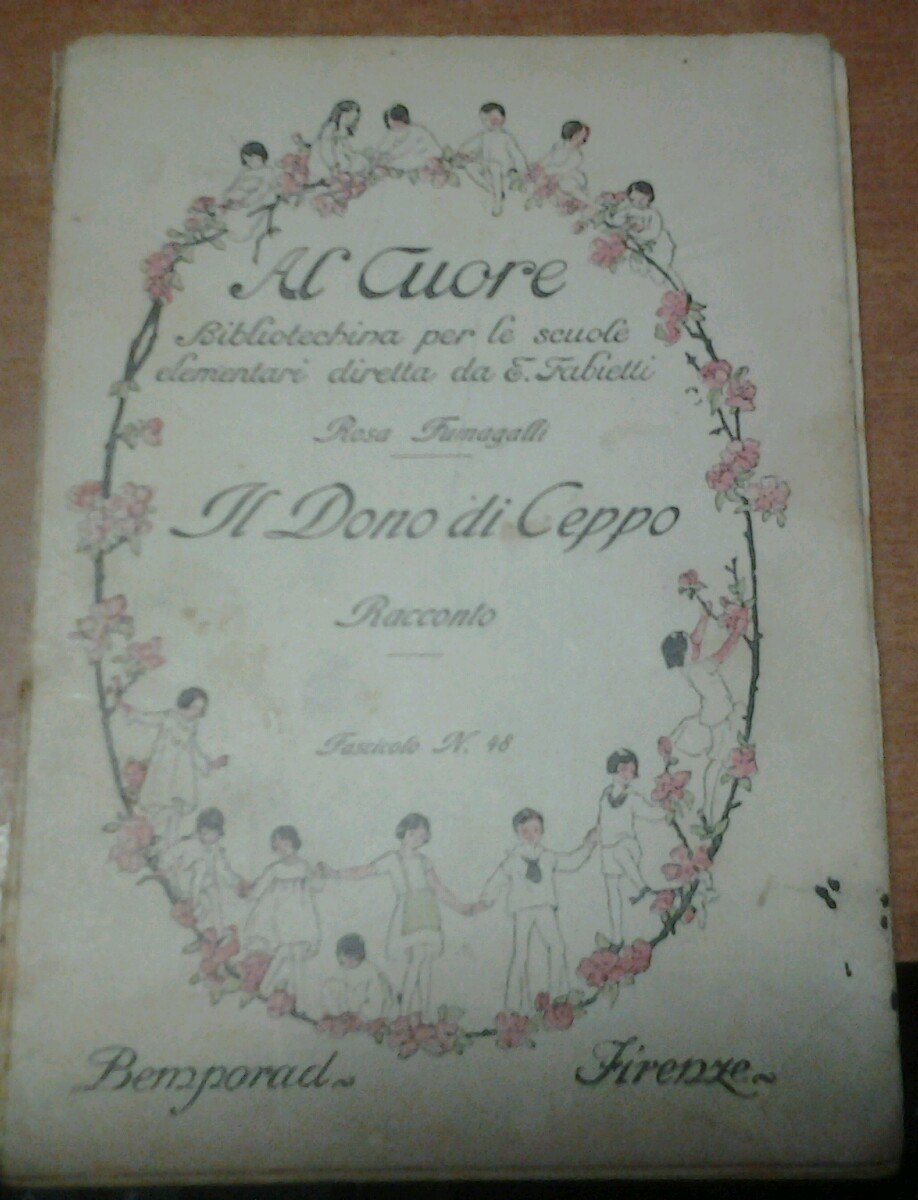 Al Cuore
Bibliotechina per le scuole
elementari diretta da E. Fabietti
Rosa Fumagalli
Il Dono di Ceppo
Racconto
Fascicolo N. 48
Bemporad~ Firenze~